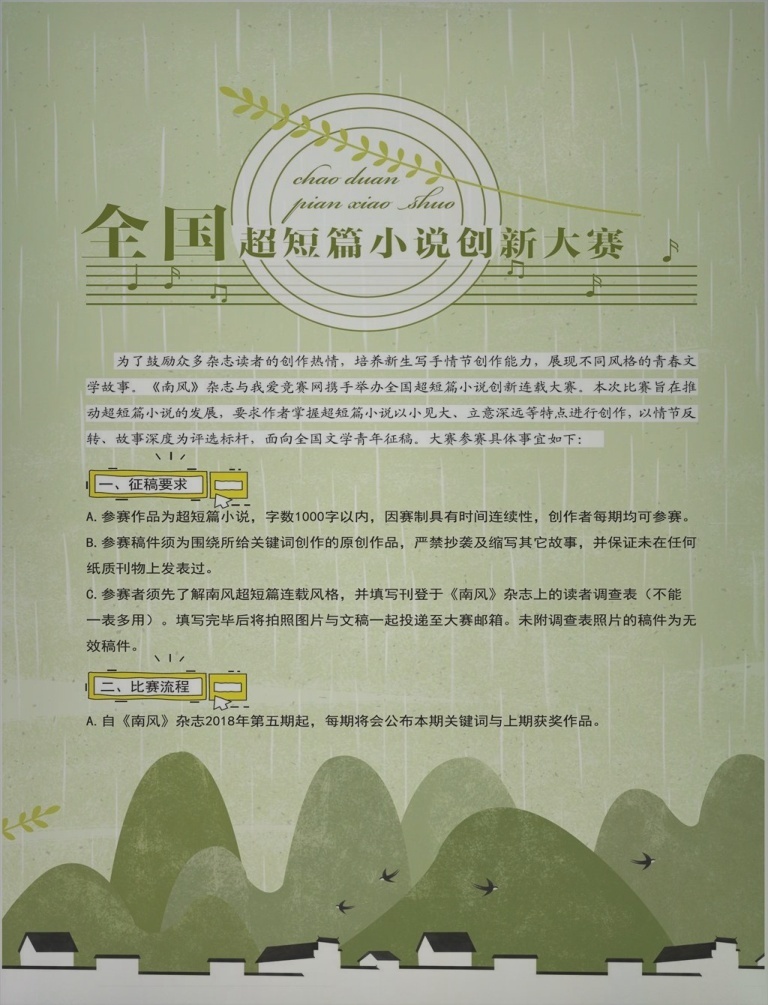 chao duan
pian xiao shuo
全国超短篇小说创新大赛
为了鼓励众多杂志读者的创作热情，培养新生写手情节创作能力，展现不同风格的青春文
学故事。《南风》杂志与我爱竞赛网携手举办全国超短篇小说创新连载大赛。本次比赛旨在推
动超短篇小说的发展，要求作者掌握超短篇小说以小见大、立意深远等特点进行创作，以情节反
转、故事深度为评选标杆，面向全国文学青年征稿。大赛参赛具体事宜如下：
一、征稿要求
A. 参赛作品为超短篇小说，字数1000字以内，因赛制具有时间连续性，创作者每期均可参赛。
B. 参赛稿件须为围绕所给关键词创作的原创作品，严禁抄袭及缩写其它故事，并保证未在任何
纸质刊物上发表过。
C. 参赛者须先了解南风超短篇连载风格，并填写刊登于《南风》杂志上的读者调查表（不能
一表多用）。填写完毕后将拍照图片与文稿一起投递至大赛邮箱。未附调查表照片的稿件为无
效稿件。
二、比赛流程
A. 自《南风》杂志2018年第五期起，每期将会公布本期关键词与上期获奖作品。